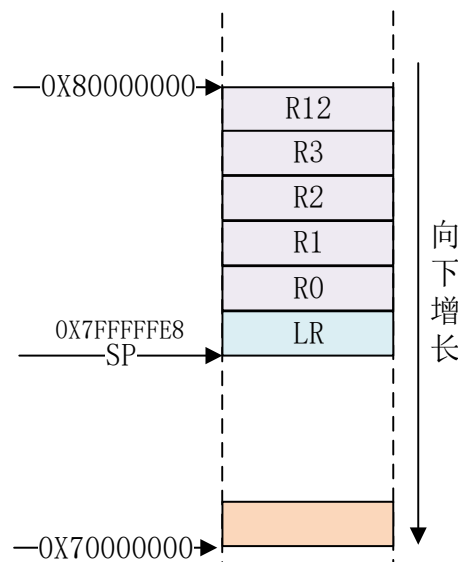 0X80000000
R12
R3
R2
R1
R0
0X7FFFFFE8
SP
LR
向下增长
0X70000000